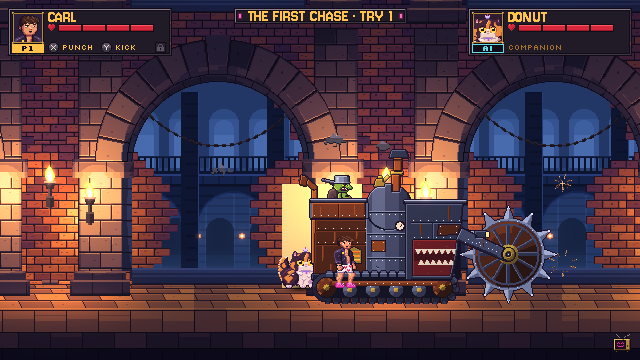 CARL
P1
X PUNCH Y KICK
THE FIRST CHASE · TRY 1
DONUT
AI
COMPANION